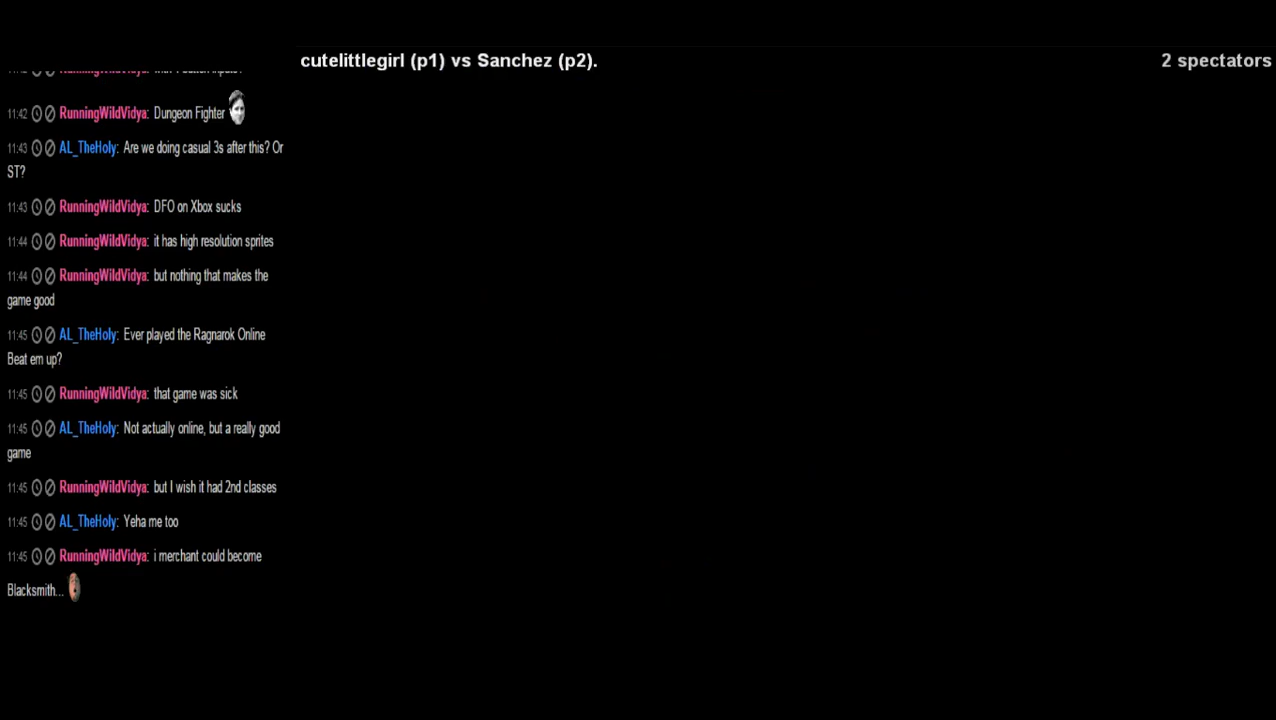 cutelittlegirl (p1) vs Sanchez (p2).
2 spectators
RunningWildVidya:
11:42 RunningWildVidya: Dungeon Fighter
11:43 AL_TheHoly: Are we doing casual 3s after this? Or
ST?
11:43 RunningWildVidya: DFO on Xbox sucks
11:44 RunningWildVidya: it has high resolution sprites
11:44 RunningWildVidya: but nothing that makes the
game good
11:45 AL_TheHoly: Ever played the Ragnarok Online
Beat em up?
11:45 RunningWildVidya: that game was sick
11:45 AL_TheHoly: Not actually online, but a really good
game
11:45 RunningWildVidya: but I wish it had 2nd classes
11:45 AL_TheHoly: Yeha me too
11:45 RunningWildVidya: i merchant could become
Blacksmith...